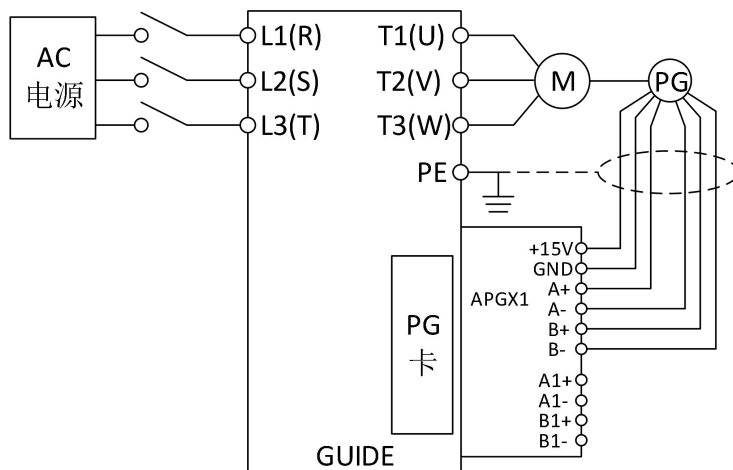 AC
电源
L1(R)
L2(S)
L3(T)
T1(U)
T2(V)
T3(W)
PE
M
PG
+15V
GND
A+
A-
B+
B-
A1+
A1-
B1+
B1-
APGX1
PG
卡
GUIDE